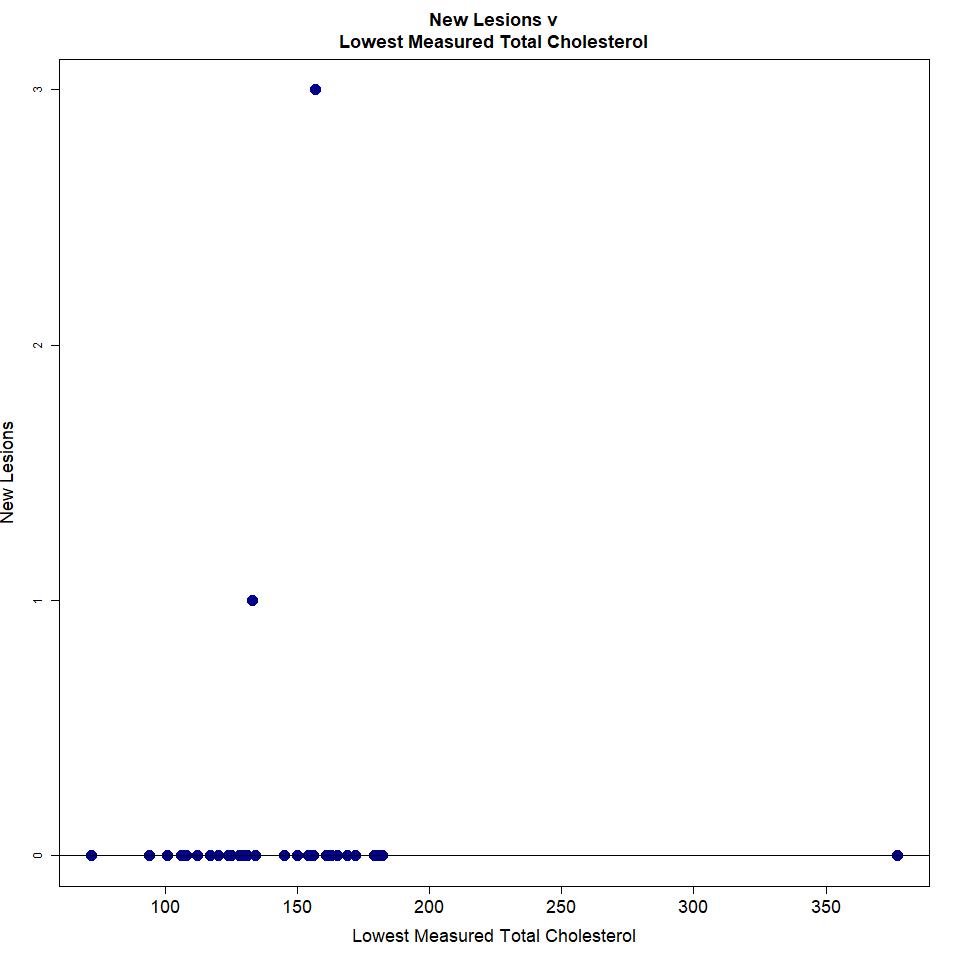 New Lesions v
Lowest Measured Total Cholesterol
3
2
1
0
New Lesions
100 150 200 250 300 350
Lowest Measured Total Cholesterol